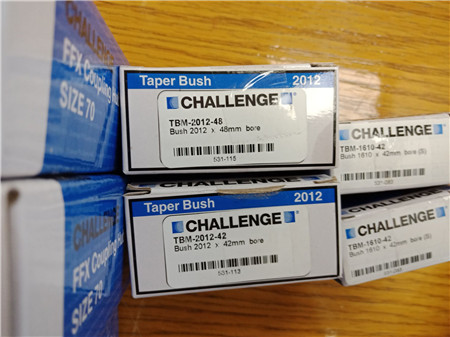 CHALLENGE
FFX Coupling Hu
SIZE 70
Taper Bush 2012
CHALLENGE
TBM-2012-48
Bush 2012 x 48mm bore
501-115
CHALLENGE
TBM-1610-42
Bush 1610 x 42mm bore (S)
CHALLENGE
FFX Coupling Hu
SIZE 70
Taper Bush 2012
CHALLENGE
TBM-2012-42
Bush 2012 x 42mm bore
501-113
CHALLENGE
TBM-1610-42
Bush 1610 x 42mm bore (S)